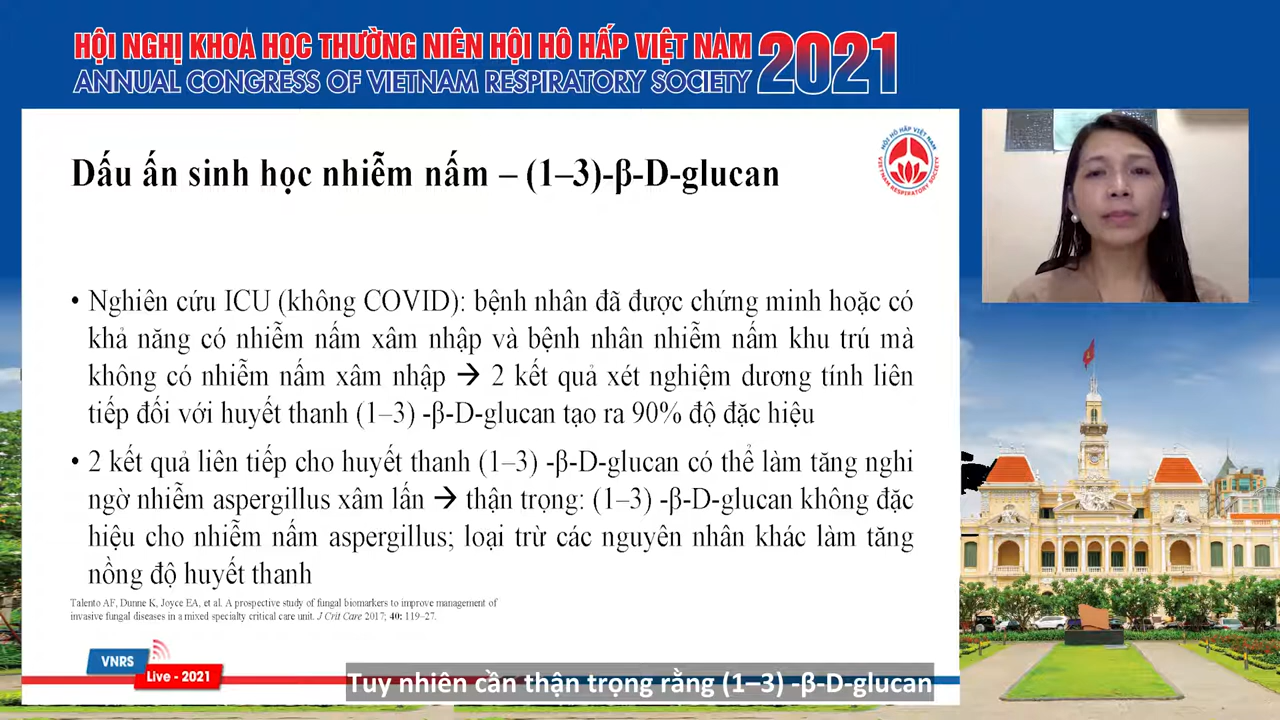 HỘI NGHỊ KHOA HỌC THƯỜNG NIÊN HỘI HÔ HẤP VIỆT NAM 2021
ANNUAL CONGRESS OF VIETNAM RESPIRATORY SOCIETY
HỘI HÔ HẤP VIỆT NAM
VIETNAM RESPIRATORY SOCIETY
Dấu ấn sinh học nhiễm nấm – (1–3)-β-D-glucan
• Nghiên cứu ICU (không COVID): bệnh nhân đã được chứng minh hoặc có
khả năng có nhiễm nấm xâm nhập và bệnh nhân nhiễm nấm khu trú mà
không có nhiễm nấm xâm nhập → 2 kết quả xét nghiệm dương tính liên
tiếp đối với huyết thanh (1–3) -β-D-glucan tạo ra 90% độ đặc hiệu
• 2 kết quả liên tiếp cho huyết thanh (1–3) -β-D-glucan có thể làm tăng nghi
ngờ nhiễm aspergillus xâm lấn → thận trọng: (1–3) -β-D-glucan không đặc
hiệu cho nhiễm nấm aspergillus; loại trừ các nguyên nhân khác làm tăng
nồng độ huyết thanh
Talento AF, Dunne K, Joyce EA, et al. A prospective study of fungal biomarkers to improve management of
invasive fungal diseases in a mixed specialty critical care unit. J Crit Care 2017; 40: 119–27.
VNRS
Live - 2021
Tuy nhiên cần thận trọng rằng (1–3) -β-D-glucan